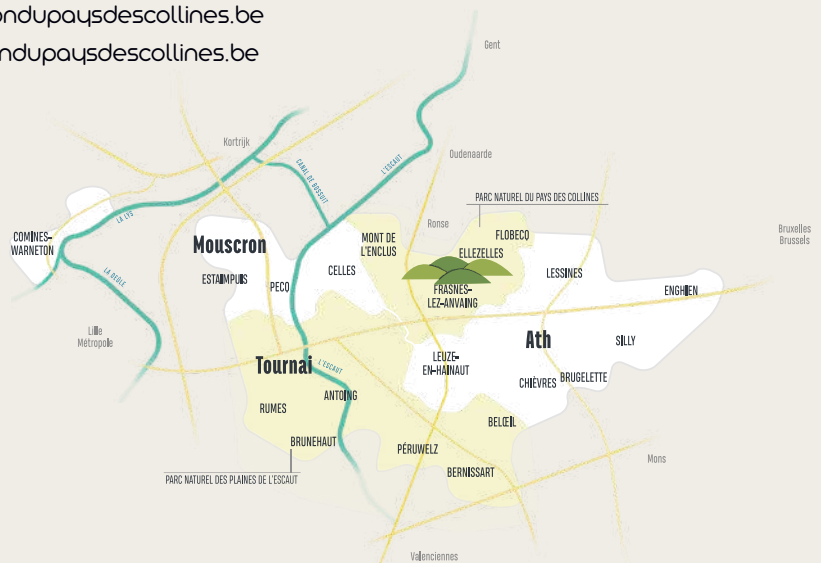 ondupaysdescollines.be
ndupaysdescollines.be
Gent
Kortrijk
CANAL DE BOSSUIT
L'ESCAUT
Oudenaarde
PARC NATUREL DU PAYS DES COLLINES
LA LYS
Ronse
Bruxelles
Brussels
COMINES-
WARNETON
Mouscron
MONT DE
L'ENCLUS
FLOBECQ
ELLEZELLES
LA DEÛLE
ESTAIMPUIS
PECQ
CELLES
LESSINES
FRASNES-
LEZ-ANVAING
ENGHIEN
Lille
Métropole
Ath
SILLY
Tournai
L'ESCAUT
LEUZE-
EN-HAINAUT
CHIÈVRES
BRUGELETTE
ANTOING
RUMES
BELŒIL
BRUNEHAUT
PÉRUWELZ
Mons
BERNISSART
PARC NATUREL DES PLAINES DE L'ESCAUT
Valenciennes